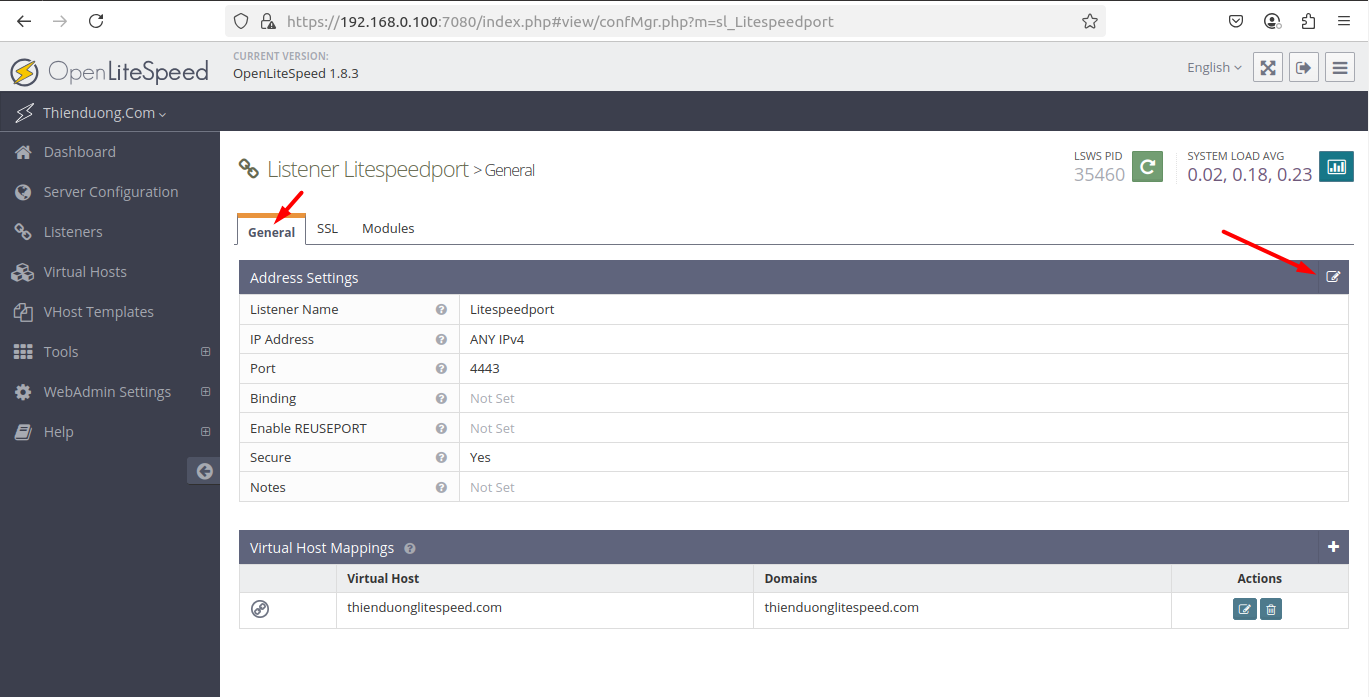 https://192.168.0.100:7080/index.php#view/confMgr.php?m=sl_Litespeedport
OpenLiteSpeed
CURRENT VERSION:
OpenLiteSpeed 1.8.3
English
Thienduong.Com
Dashboard
Server Configuration
Listeners
Virtual Hosts
VHost Templates
Tools
WebAdmin Settings
Help
Listener Litespeedport > General
LSWS PID
35460
SYSTEM LOAD AVG
0.02, 0.18, 0.23
General SSL Modules
Address Settings
Listener Name Litespeedport
IP Address ANY IPv4
Port 4443
Binding Not Set
Enable REUSEPORT Not Set
Secure Yes
Notes Not Set
Virtual Host Mappings
Virtual Host Domains Actions
thienduonglitespeed.com thienduonglitespeed.com